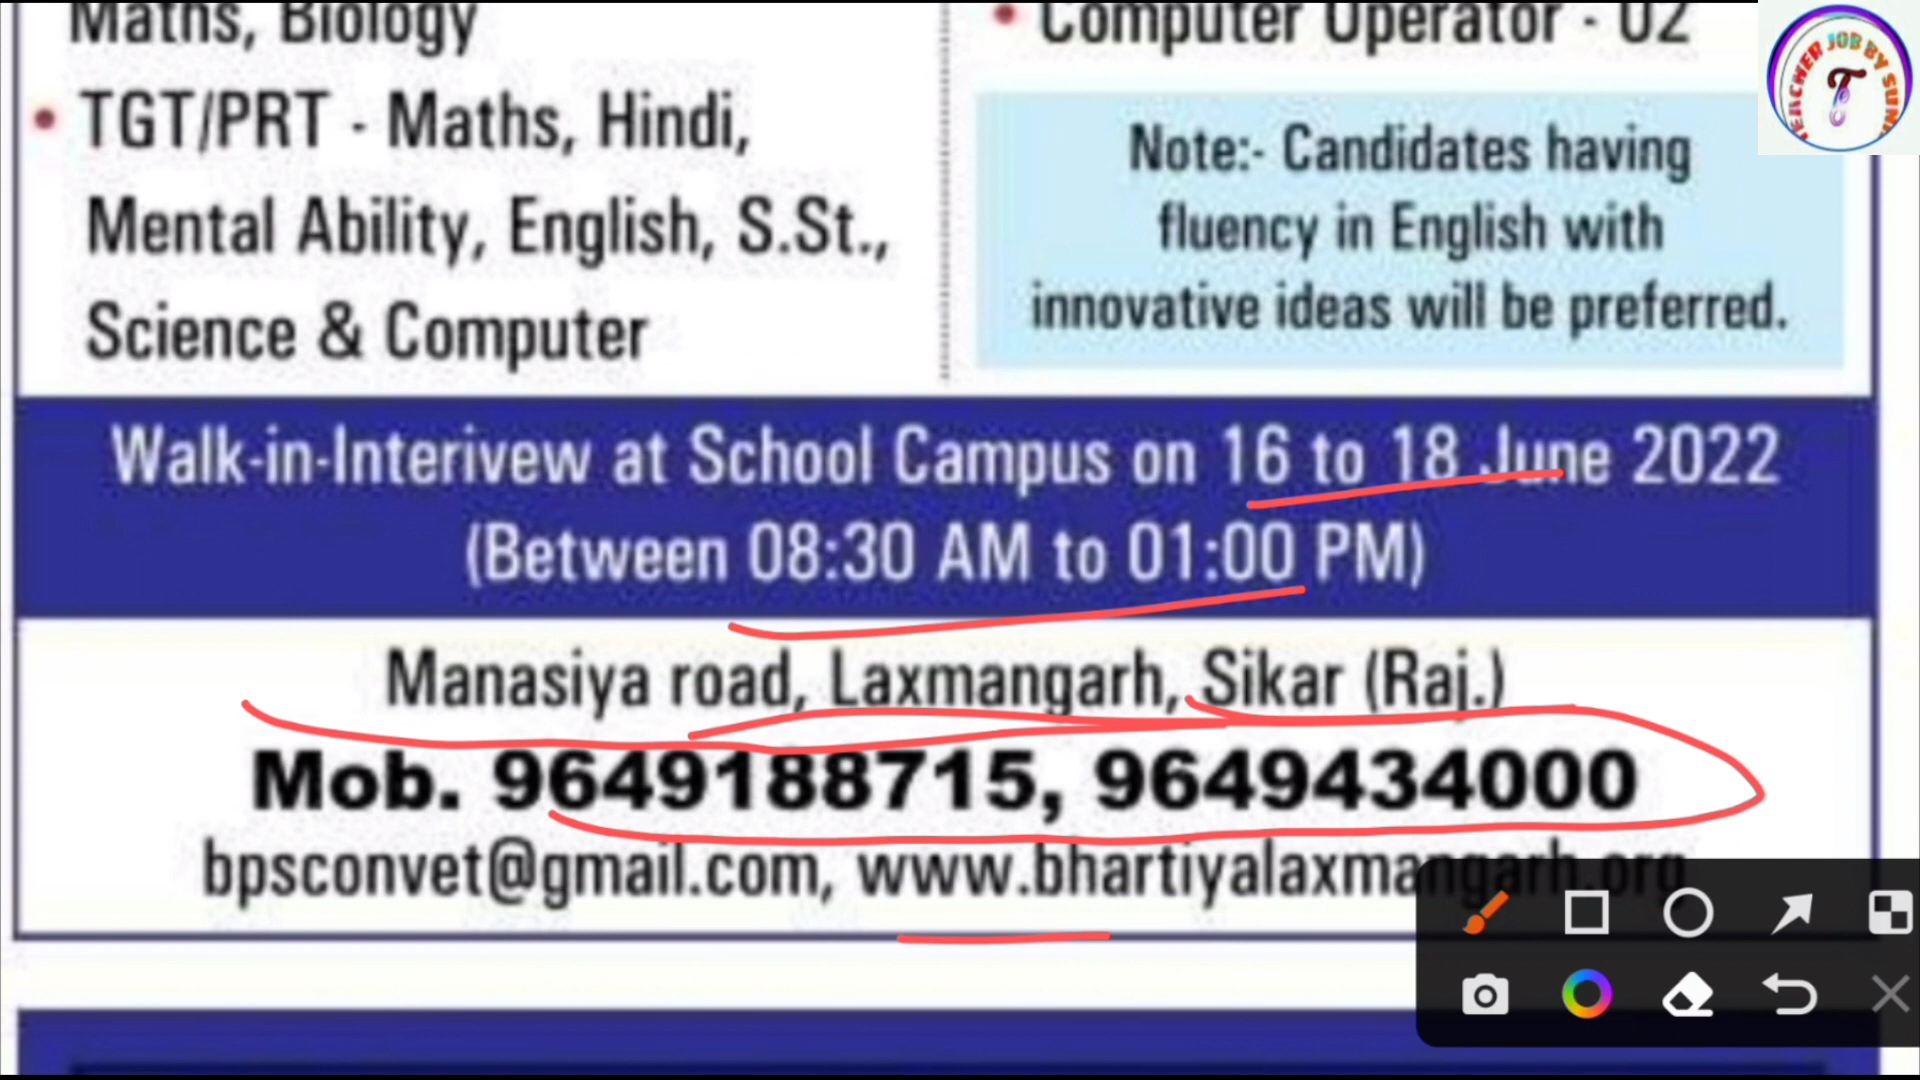 Maths, Biology
• TGT/PRT - Maths, Hindi,
Mental Ability, English, S.St.,
Science & Computer
• Computer Operator - 02
Note:- Candidates having
fluency in English with
innovative ideas will be preferred.
TEACHER JOB BY
T
Walk-in-Interivew at School Campus on 16 to 18 June 2022
(Between 08:30 AM to 01:00 PM)
Manasiya road, Laxmangarh, Sikar (Raj.)
Mob. 9649188715, 9649434000
bpsconvet@gmail.com, www.bhartiyalaxmangarh.org